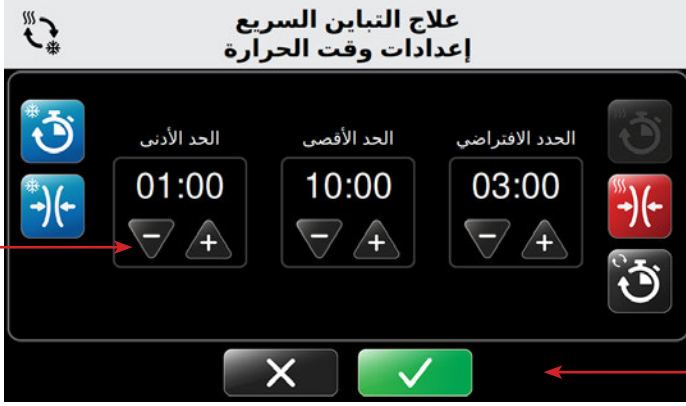 علاج التباين السريع
إعدادات وقت الحرارة
الحدد الافتراضي
الحد الأقصى
الحد الأدنى
03:00
10:00
01:00